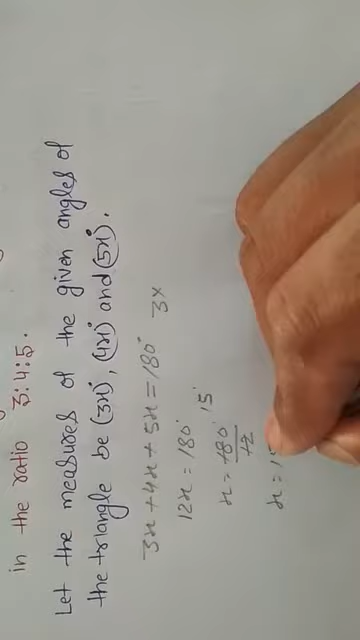 in the ratio 3:4:5.
Let the measures of the given angles of
the triangle be (3x)°, (4x)° and (5x)°.
3x + 4x + 5x = 180° 3x
12x = 180°
x = 180° 15
12
x = 1